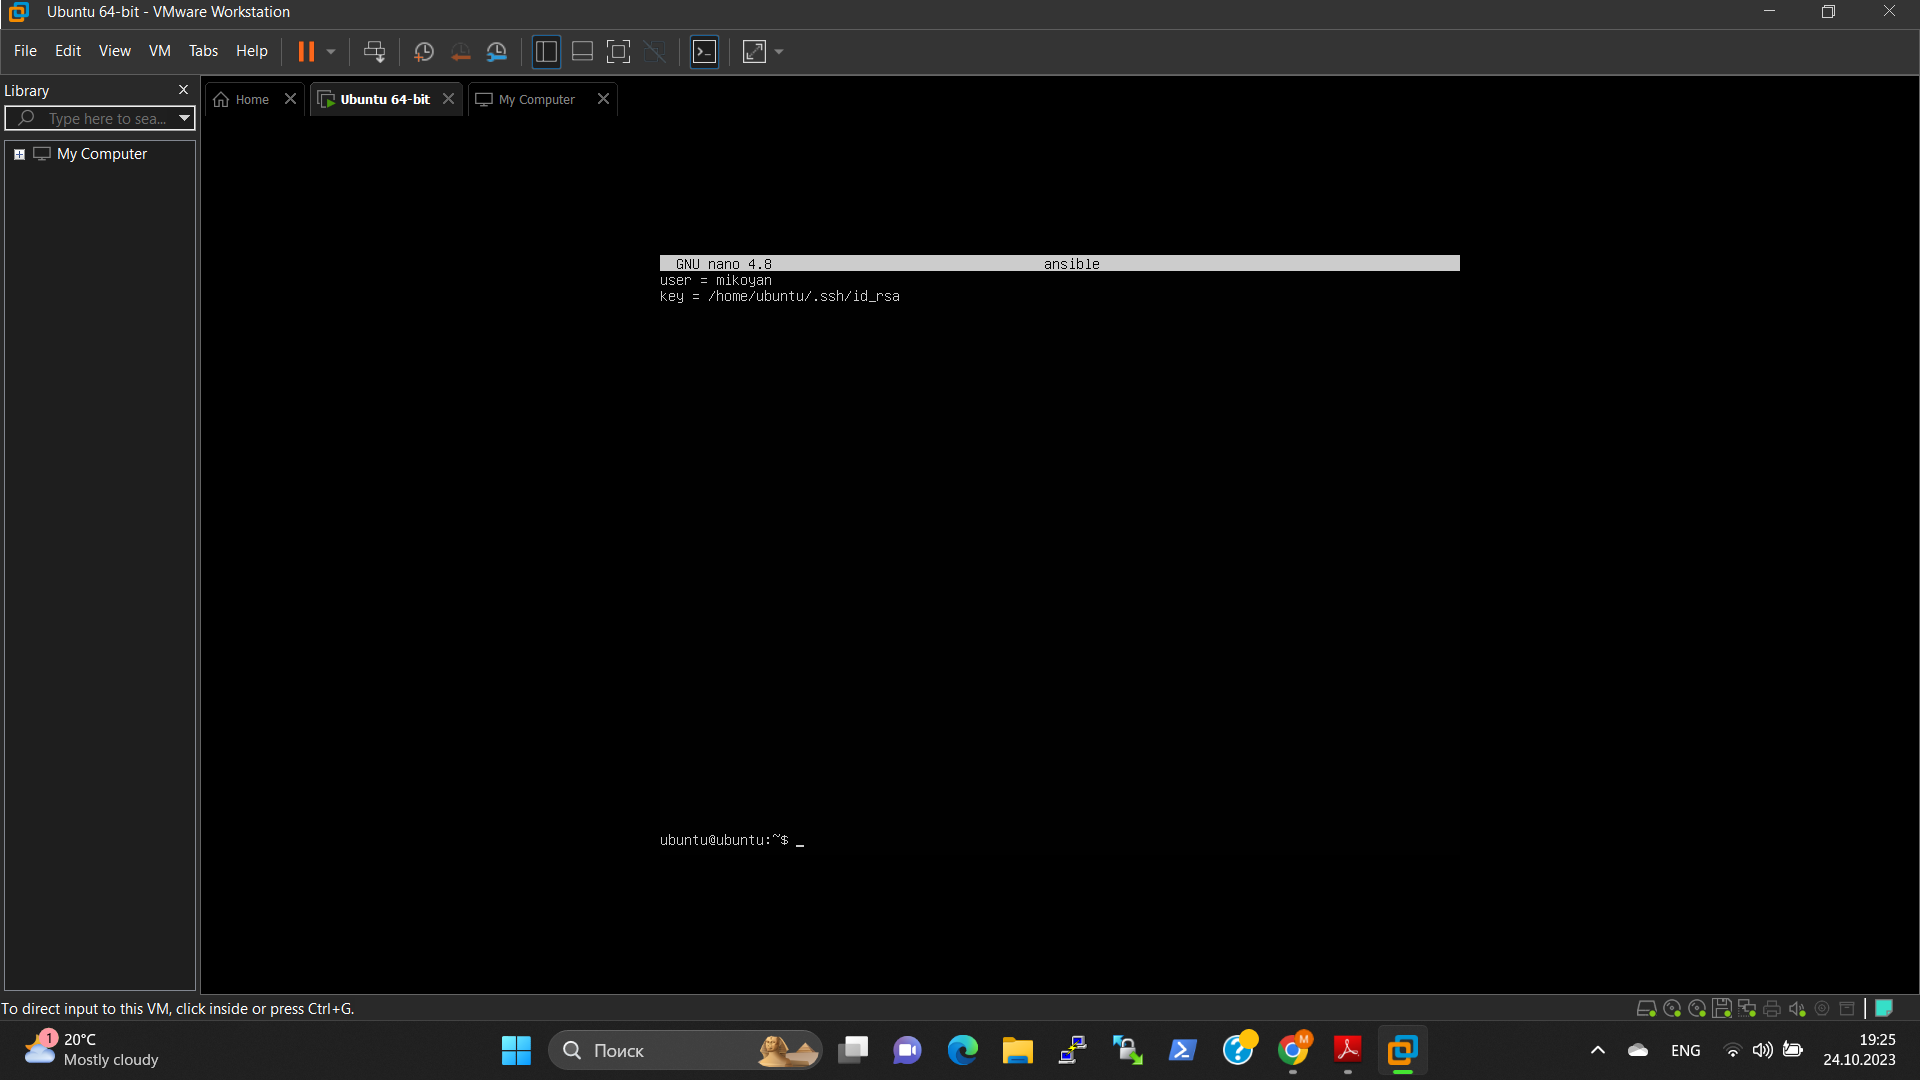 Ubuntu 64-bit - VMware Workstation
File Edit View VM Tabs Help
Library
Home
Ubuntu 64-bit
My Computer
Type here to sea...
My Computer
GNU nano 4.8 ansible
user = mikoyan
key = /home/ubuntu/.ssh/id_rsa
ubuntu@ubuntu:~$ _
To direct input to this VM, click inside or press Ctrl+G.
1
20°C
Mostly cloudy
Поиск
M
ENG
19:25
24.10.2023